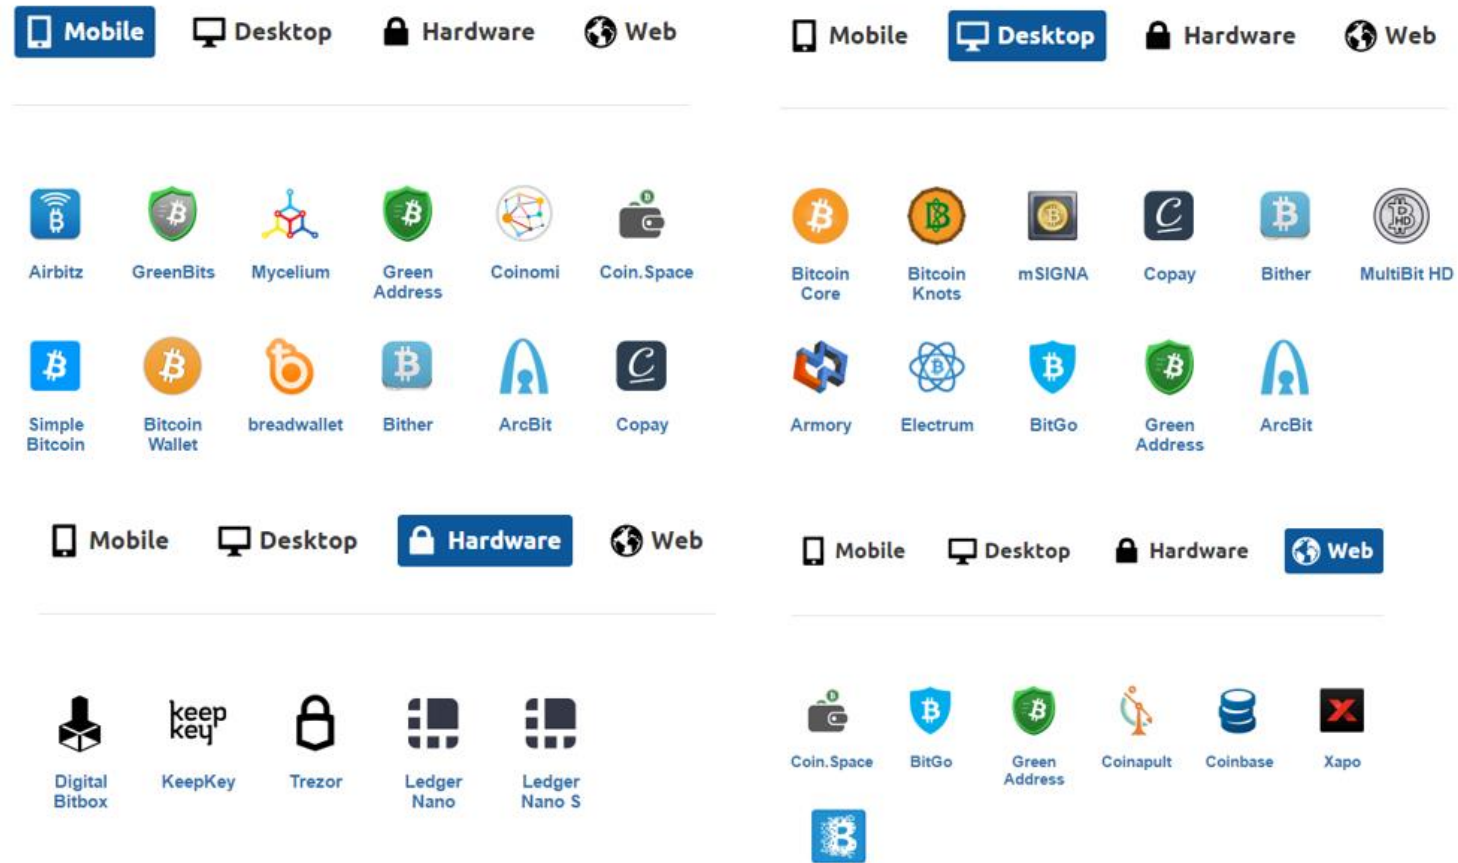 Mobile Desktop Hardware Web
Airbitz GreenBits Mycelium Green Address Coinomi Coin.Space
Simple Bitcoin Bitcoin Wallet breadwallet Bither ArcBit Copay
Mobile Desktop Hardware Web
Bitcoin Core Bitcoin Knots mSIGNA Copay Bither MultiBit HD
Armory Electrum BitGo Green Address ArcBit
Mobile Desktop Hardware Web
keep
key
Digital Bitbox KeepKey Trezor Ledger Nano Ledger Nano S
Mobile Desktop Hardware Web
Coin.Space BitGo Green Address Coinapult Coinbase Xapo